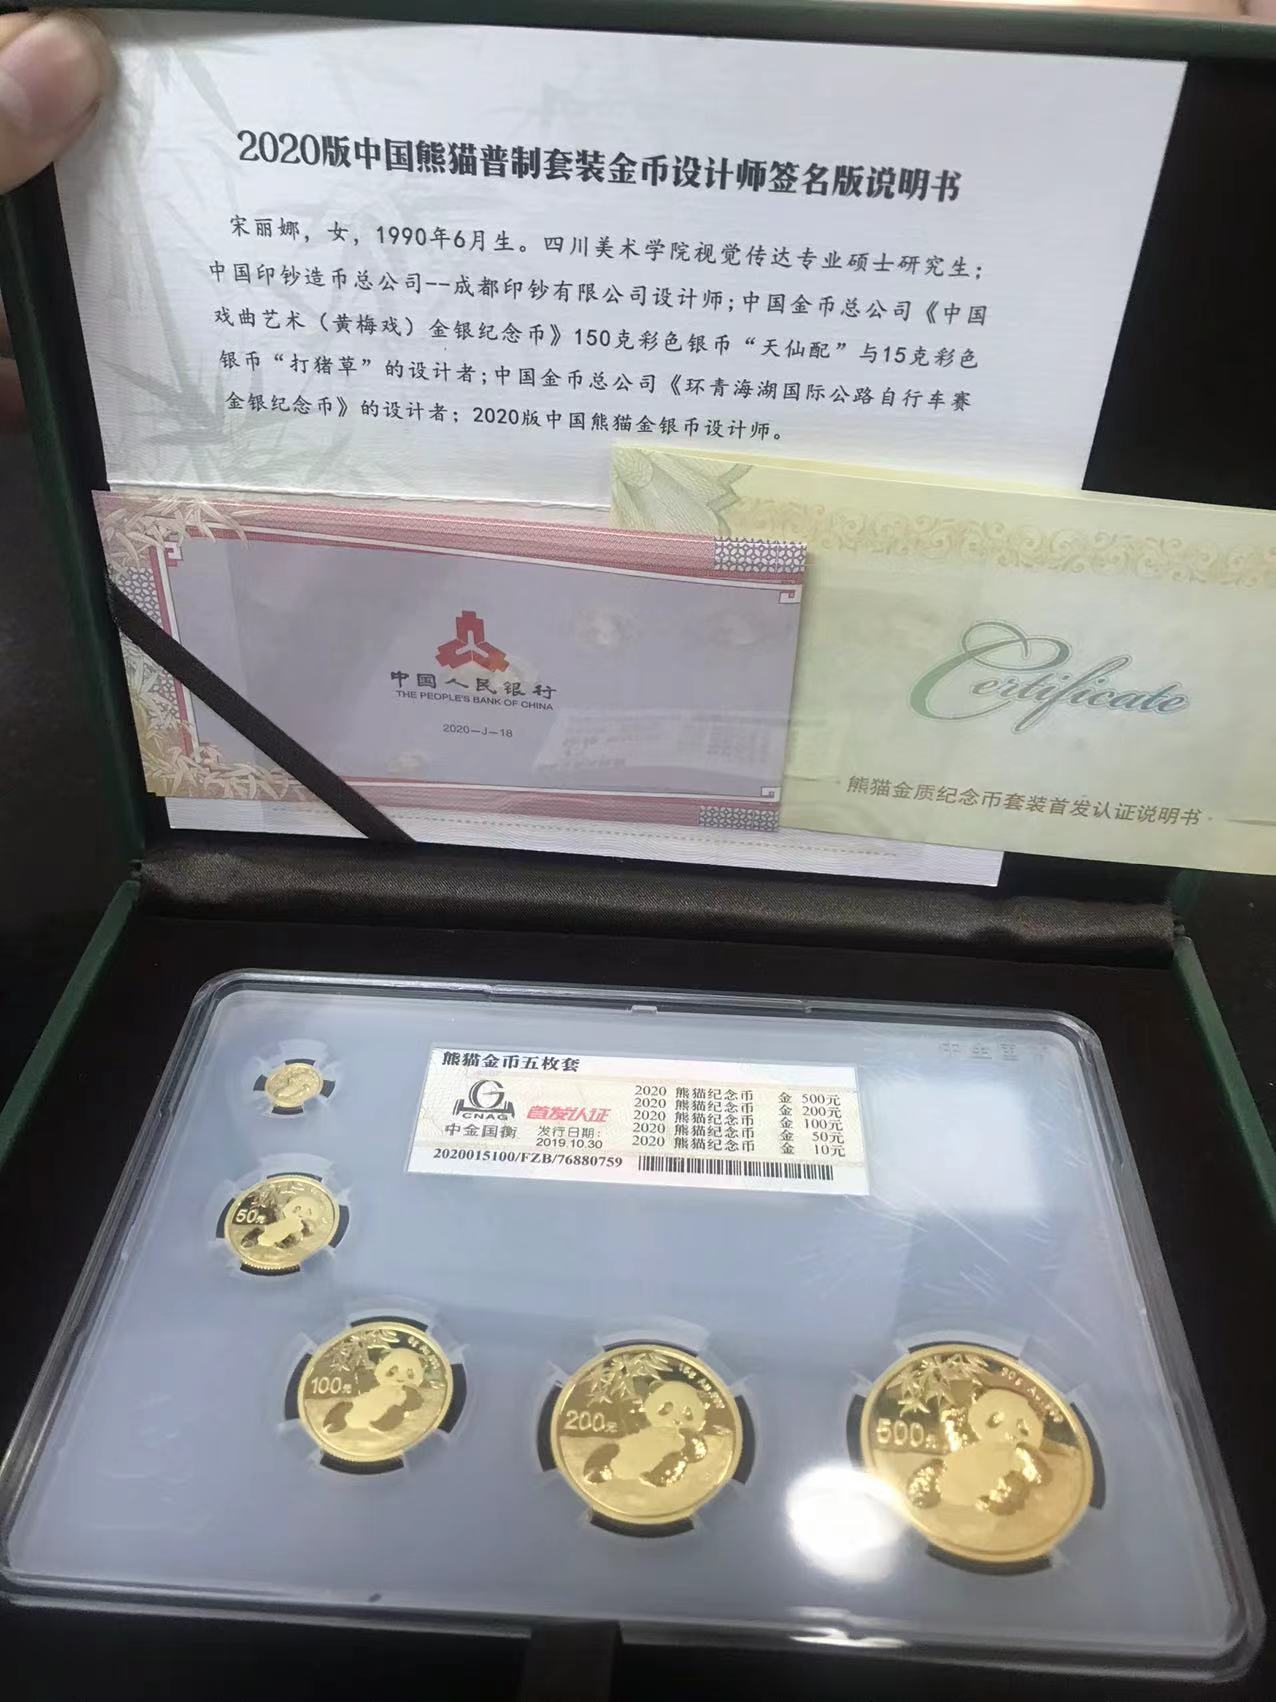 2020版中国熊猫普制套装金币设计师签名版说明书
宋丽娜，女，1990年6月生。四川美术学院视觉传达专业硕士研究生；
中国印钞造币总公司--成都印钞有限公司设计师；中国金币总公司《中国
戏曲艺术（黄梅戏）金银纪念币》150克彩色银币“天仙配”与15克彩色
银币“打猪草”的设计者；中国金币总公司《环青海湖国际公路自行车赛
金银纪念币》的设计者；2020版中国熊猫金银币设计师。
中国人民银行
THE PEOPLE'S BANK OF CHINA
2020-J-18
Certificate
·熊猫金质纪念币套装首发认证说明书·
熊猫金币五枚套
CNAG
中金国衡
首发认证
发行日期：
2019.10.30
2020 熊猫纪念币 金 500元
2020 熊猫纪念币 金 200元
2020 熊猫纪念币 金 100元
2020 熊猫纪念币 金 50元
2020 熊猫纪念币 金 10元
2020015100/FZB/76880759
50元
100元
200元
500元